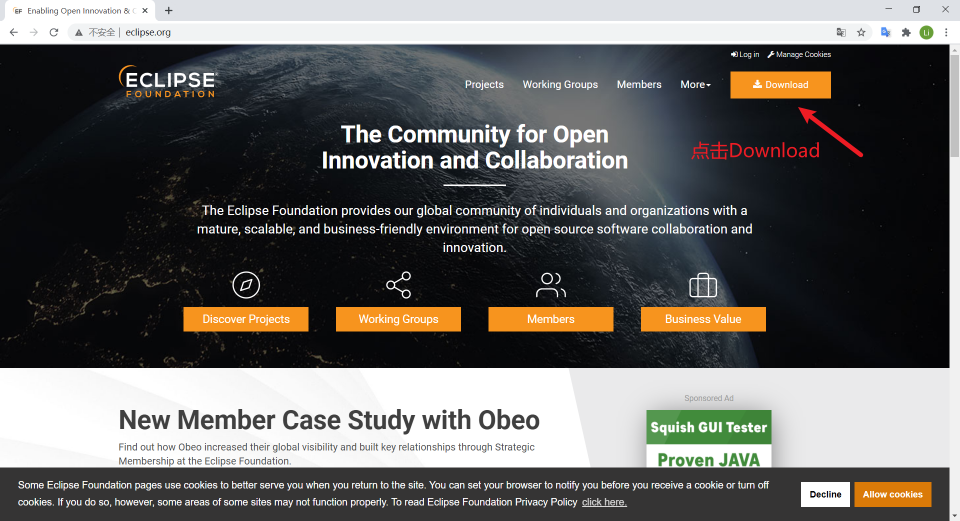 Enabling Open Innovation & C
不安全
eclipse.org
Li
Log in
Manage Cookies
ECLIPSE
FOUNDATION
Projects
Working Groups
Members
More
Download
点击Download
The Community for Open
Innovation and Collaboration
The Eclipse Foundation provides our global community of individuals and organizations with a
mature, scalable, and business-friendly environment for open source software collaboration and
innovation.
Discover Projects
Working Groups
Members
Business Value
New Member Case Study with Obeo
Find out how Obeo increased their global visibility and built key relationships through Strategic
Membership at the Eclipse Foundation.
Sponsored Ad
Squish GUI Tester
Proven JAVA
Some Eclipse Foundation pages use cookies to better serve you when you return to the site. You can set your browser to notify you before you receive a cookie or turn off
cookies. If you do so, however, some areas of some sites may not function properly. To read Eclipse Foundation Privacy Policy click here.
Decline
Allow cookies